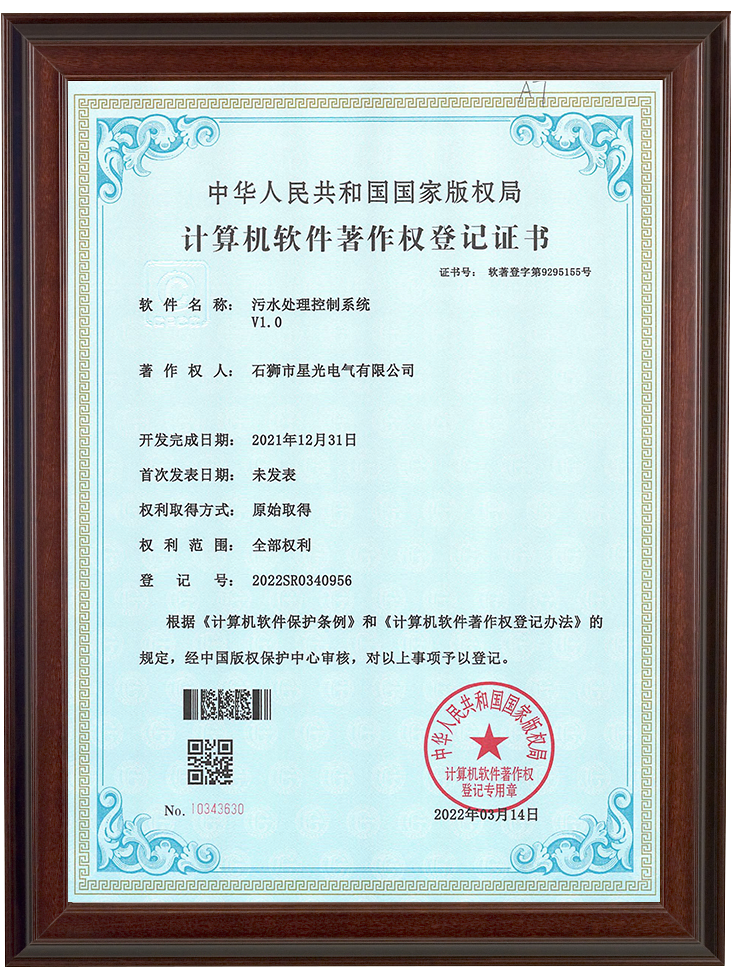 A7
中华人民共和国国家版权局
计算机软件著作权登记证书
证书号: 软著登字第9295155号
软件名称: 污水处理控制系统
V1.0
著作权人: 石狮市星光电气有限公司
开发完成日期: 2021年12月31日
首次发表日期: 未发表
权利取得方式: 原始取得
权利范围: 全部权利
登记号: 2022SR0340956
根据《计算机软件保护条例》和《计算机软件著作权登记办法》的
规定,经中国版权保护中心审核,对以上事项予以登记。
中华人民共和国国家版权局
计算机软件著作权
登记专用章
No. 10343630
2022年03月14日